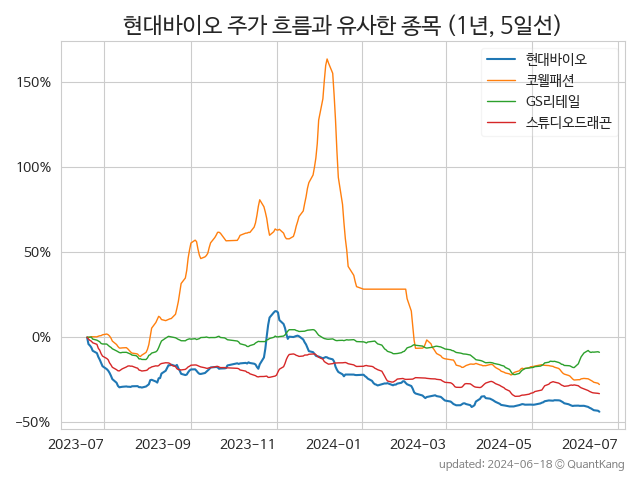 현대바이오 주가 흐름과 유사한 종목 (1년, 5일선)
현대바이오
코웰패션
GS리테일
스튜디오드래곤
150%
100%
50%
0%
−50%
2023-07 2023-09 2023-11 2024-01 2024-03 2024-05 2024-07
updated: 2024-06-18 © QuantKang